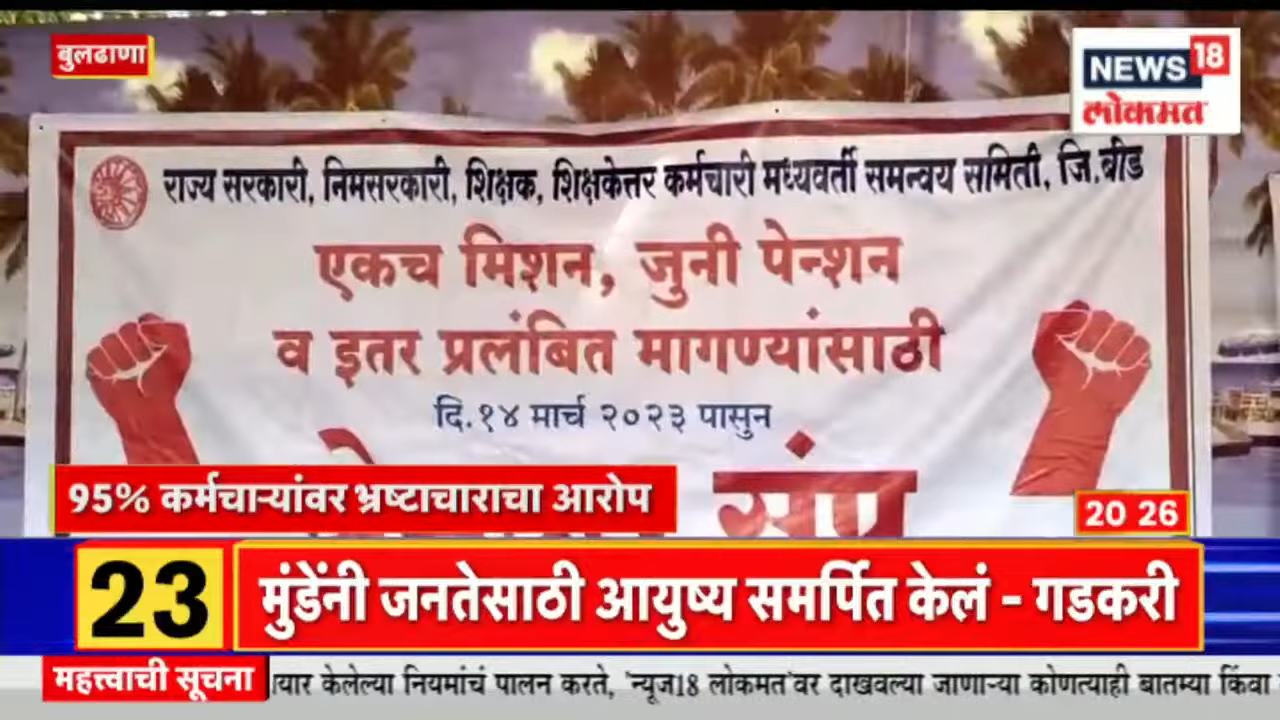 बुलढाणा
NEWS 18
लोकमत
राज्य सरकारी, निमसरकारी, शिक्षक, शिक्षकेत्तर कर्मचारी मध्यवर्ती समन्वय समिती, जि.बीड
एकच मिशन, जुनी पेन्शन
व इतर प्रलंबित मागण्यांसाठी
दि.१४ मार्च २०२३ पासुन
संप
95% कर्मचाऱ्यांवर भ्रष्टाचाराचा आरोप
20 26
23 मुंडेंनी जनतेसाठी आयुष्य समर्पित केलं - गडकरी
महत्त्वाची सूचना केलेल्या नियमांचं पालन करते, 'न्यूज18 लोकमत'वर दाखवल्या जाणाऱ्या कोणत्याही बातम्या किंवा